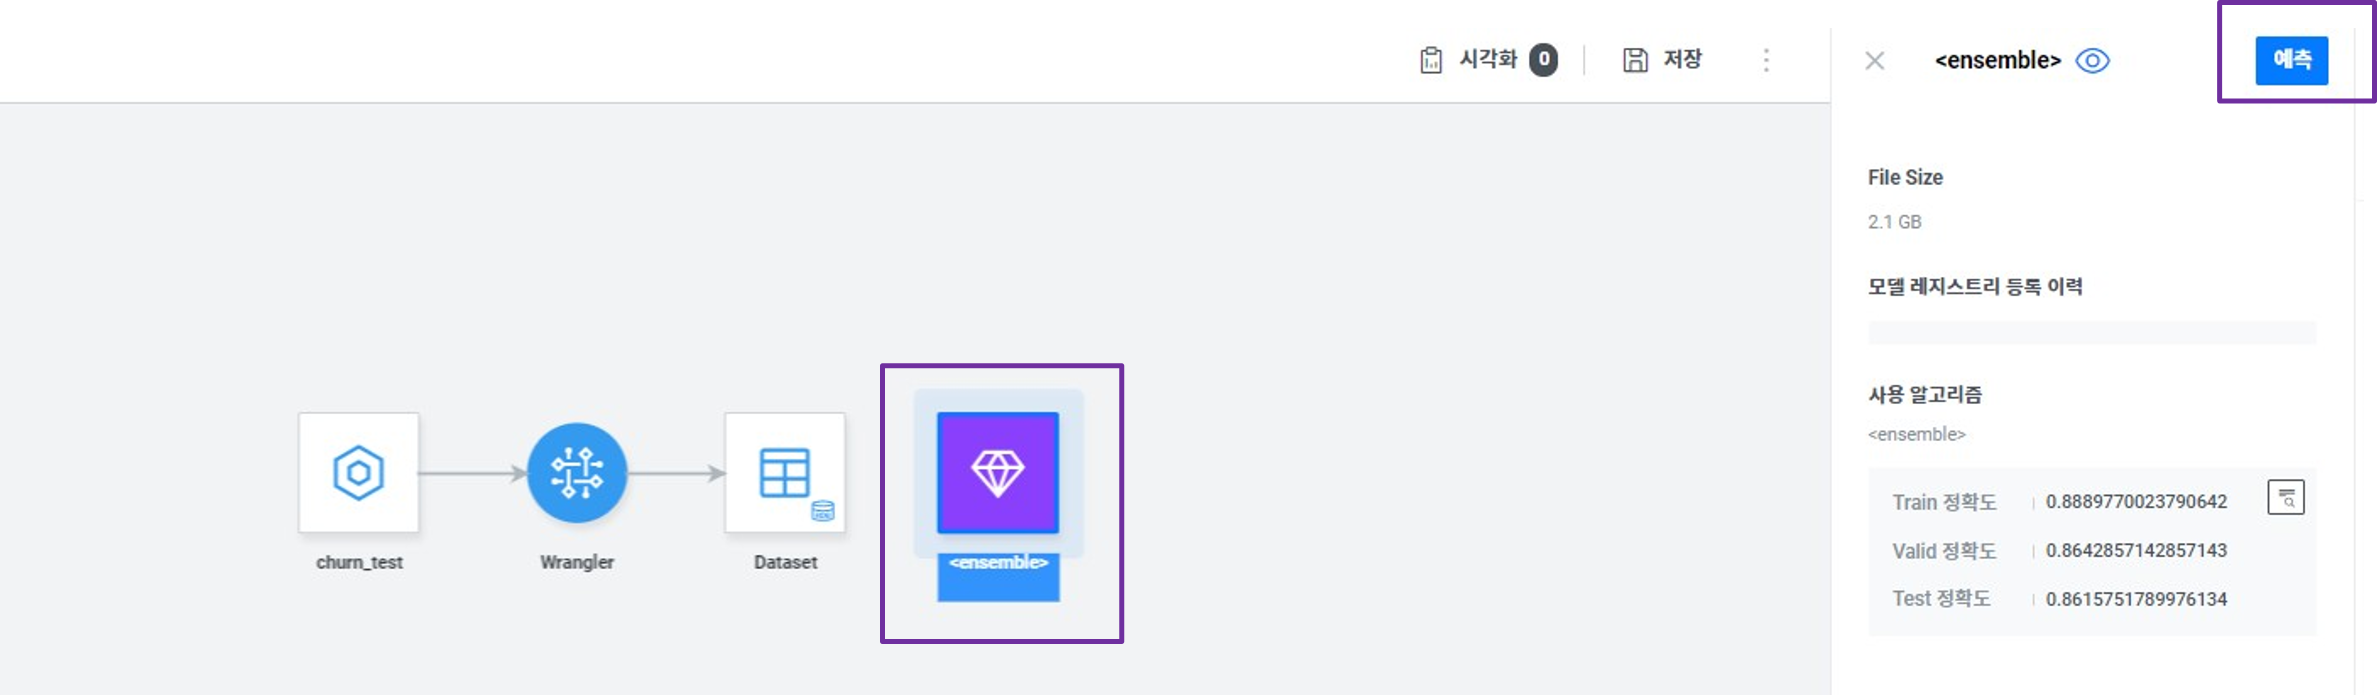 시각화 0
저장
<ensemble>
예측
File Size
2.1 GB
모델 레지스트리 등록 이력
사용 알고리즘
<ensemble>
Train 정확도 0.8889770023790642
Valid 정확도 0.8642857142857143
Test 정확도 0.8615751789976134
churn_test
Wrangler
Dataset
<ensemble>